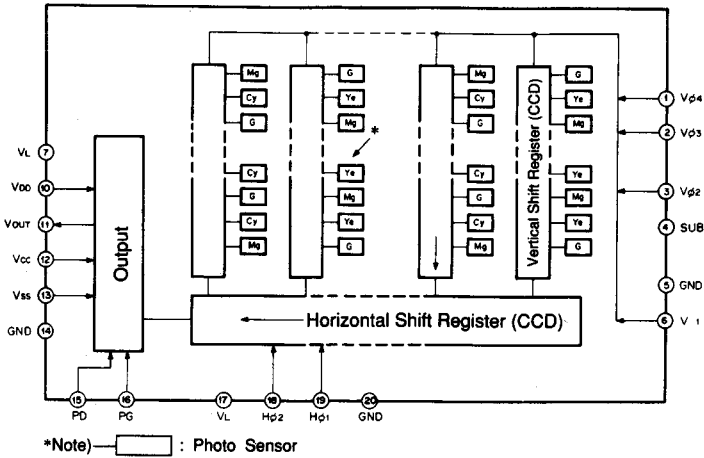 Mg G Mg G
Cy Ye Cy Ye
G Mg G Mg
*
Cy Ye Cy Ye
G Mg G Mg
Cy Ye Cy Ye
Mg G Mg G
Vertical Shift Register (CCD)
1 Vφ4
2 Vφ3
3 Vφ2
4 SUB
5 GND
6 V 1
VL 7
VDD 10
VOUT 11
VCC 12
VSS 13
GND 14
Output
Horizontal Shift Register (CCD)
15 16 17 18 19 20
PD PG VL Hφ2 Hφ1 GND
*Note) : Photo Sensor